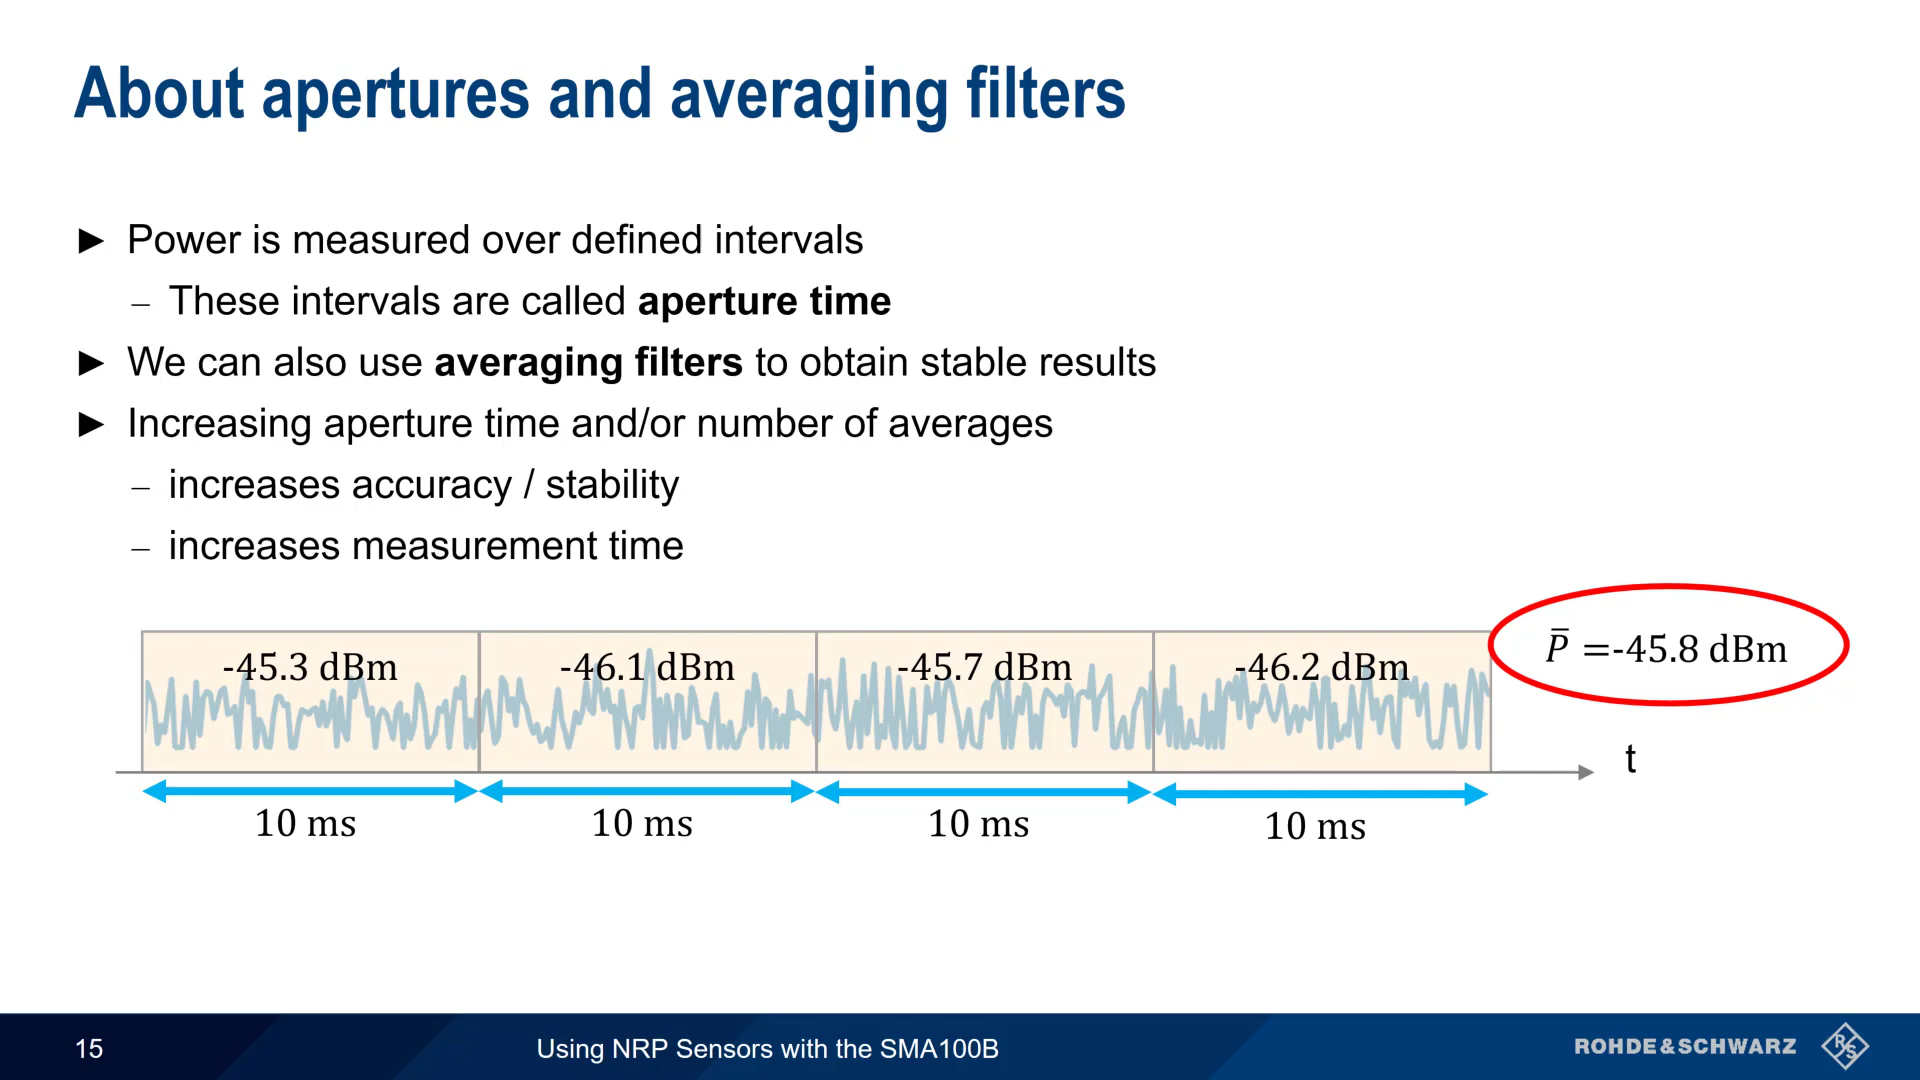 About apertures and averaging filters
► Power is measured over defined intervals
– These intervals are called aperture time
► We can also use averaging filters to obtain stable results
► Increasing aperture time and/or number of averages
– increases accuracy / stability
– increases measurement time
-45.3 dBm -46.1 dBm -45.7 dBm -46.2 dBm P̄ =-45.8 dBm
t
10 ms 10 ms 10 ms 10 ms
15 Using NRP Sensors with the SMA100B ROHDE&SCHWARZ R&S